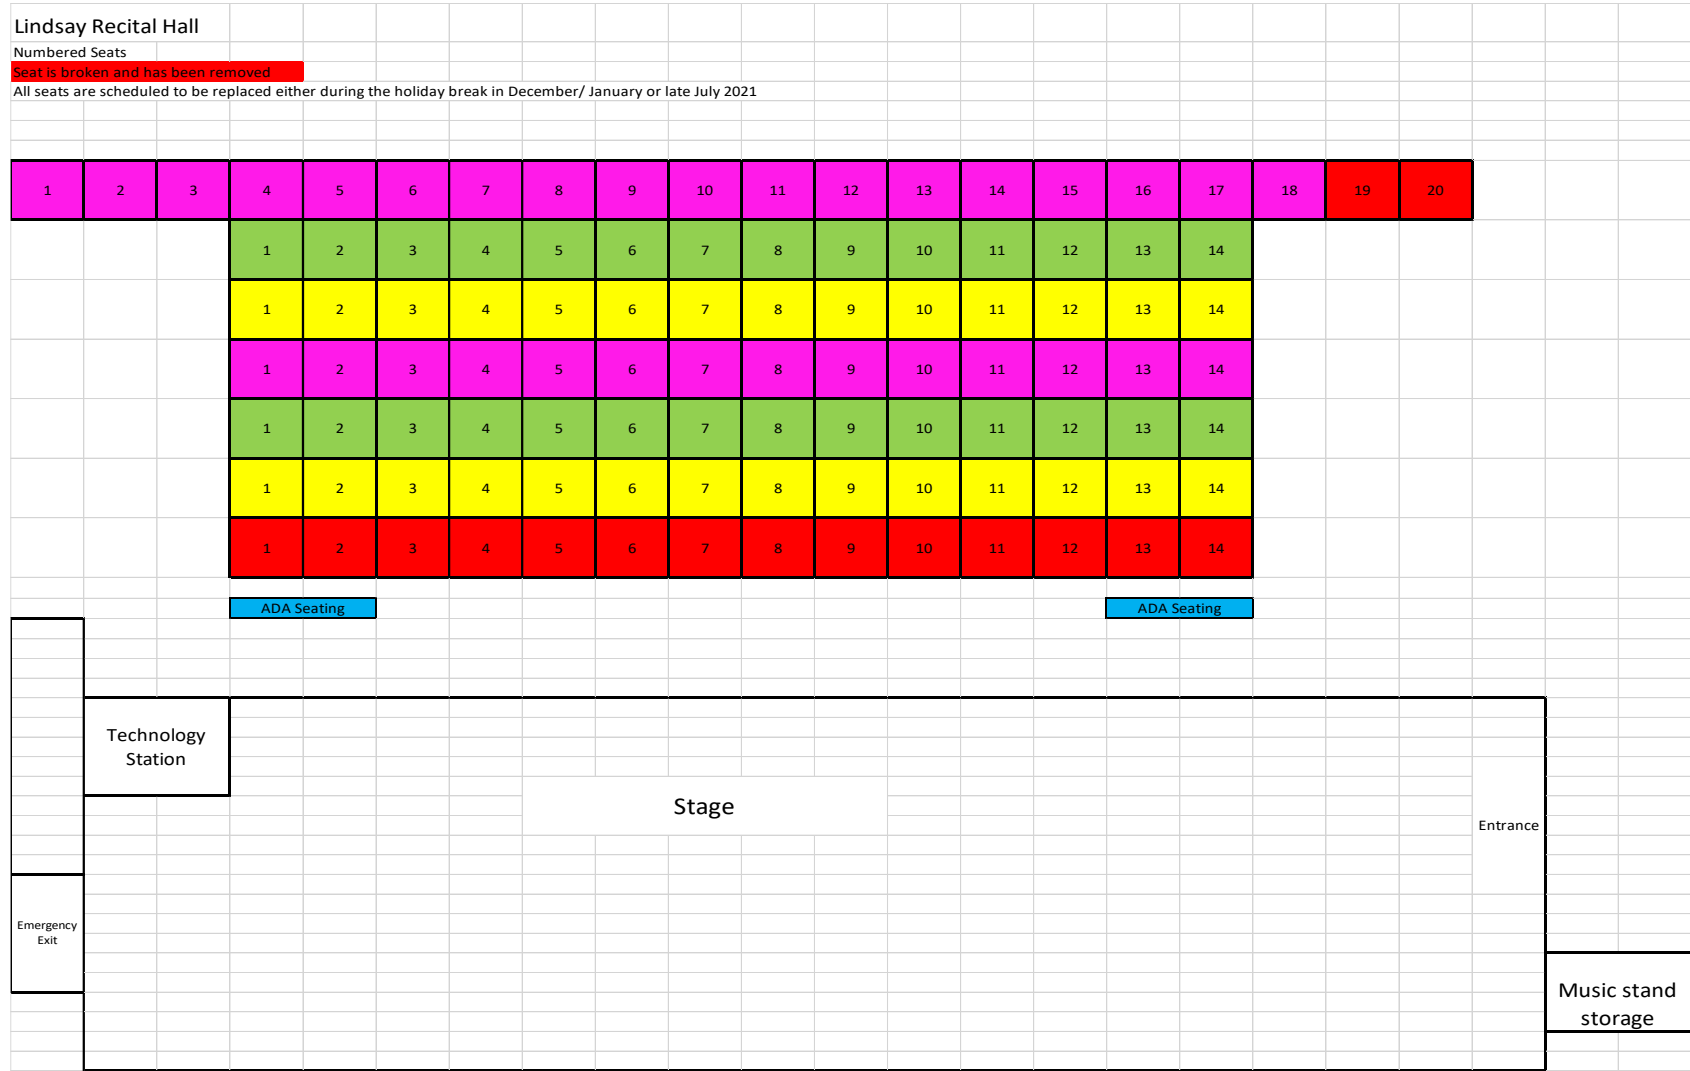 Lindsay Recital Hall
Numbered Seats
Seat is broken and has been removed
All seats are scheduled to be replaced either during the holiday break in December/ January or late July 2021
1 2 3 4 5 6 7 8 9 10 11 12 13 14 15 16 17 18 19 20
1 2 3 4 5 6 7 8 9 10 11 12 13 14
1 2 3 4 5 6 7 8 9 10 11 12 13 14
1 2 3 4 5 6 7 8 9 10 11 12 13 14
1 2 3 4 5 6 7 8 9 10 11 12 13 14
1 2 3 4 5 6 7 8 9 10 11 12 13 14
1 2 3 4 5 6 7 8 9 10 11 12 13 14
ADA Seating ADA Seating
Technology
Station
Stage
Entrance
Emergency
Exit
Music stand
storage